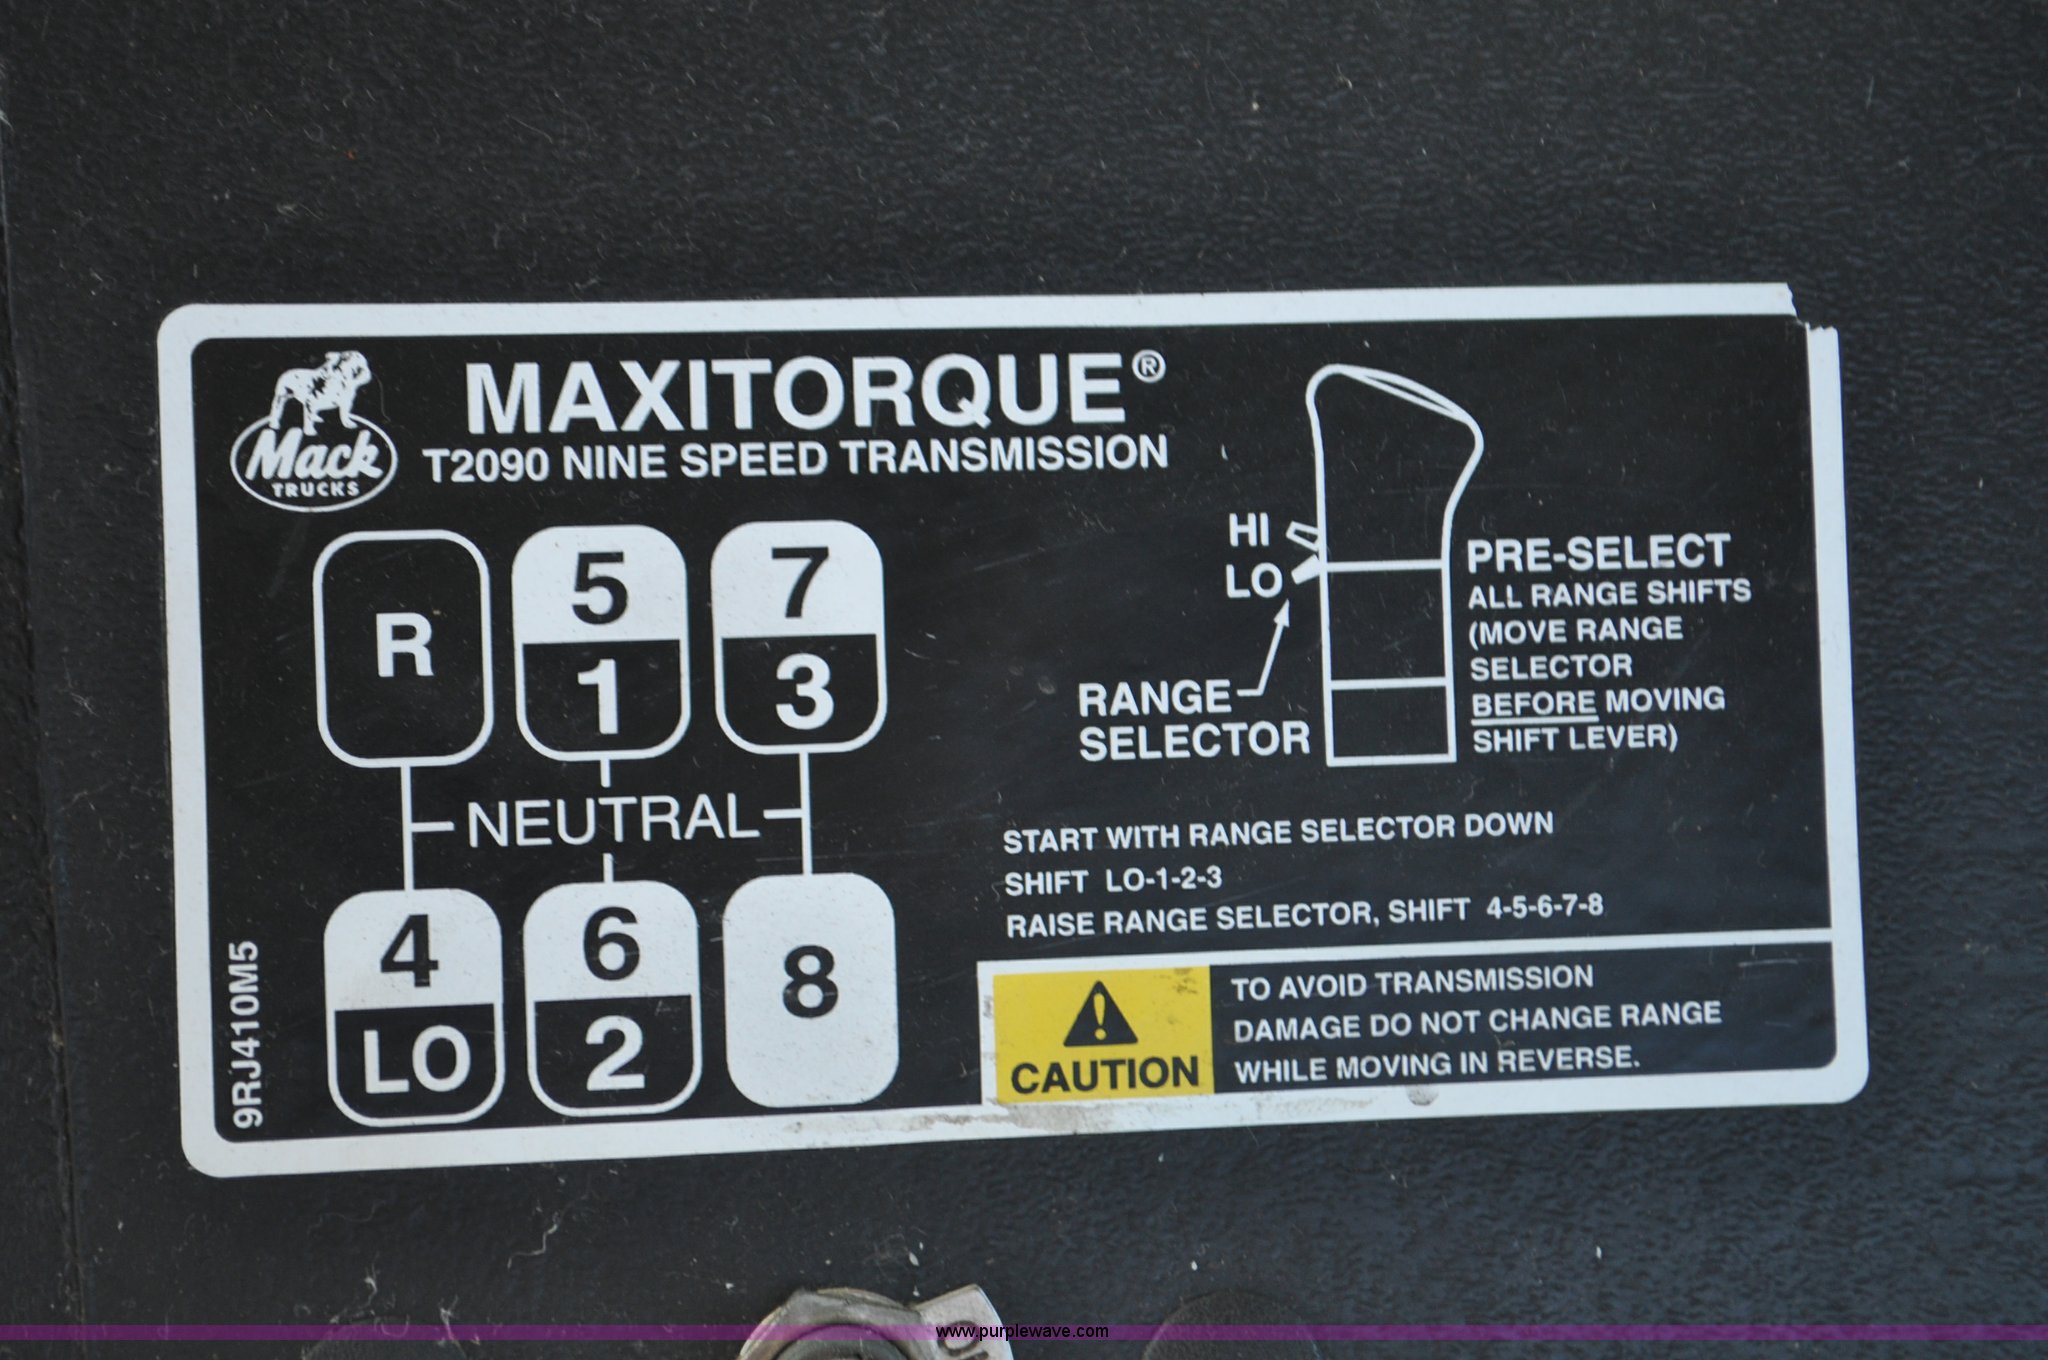 Mack
TRUCKS
MAXITORQUE®
T2090 NINE SPEED TRANSMISSION
R
5
1
7
3
NEUTRAL
4
LO
6
2
8
9RJ410M5
HI
LO
RANGE
SELECTOR
PRE-SELECT
ALL RANGE SHIFTS
(MOVE RANGE
SELECTOR
BEFORE MOVING
SHIFT LEVER)
START WITH RANGE SELECTOR DOWN
SHIFT LO-1-2-3
RAISE RANGE SELECTOR, SHIFT 4-5-6-7-8
CAUTION
TO AVOID TRANSMISSION
DAMAGE DO NOT CHANGE RANGE
WHILE MOVING IN REVERSE.
www.purplewave.com